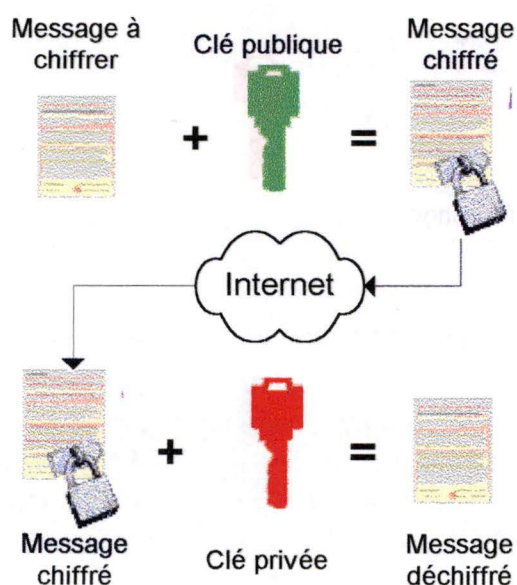 Message à
chiffrer
Clé publique
Message
chiffré
+
=
Internet
+
=
Message
chiffré
Clé privée
Message
déchiffré